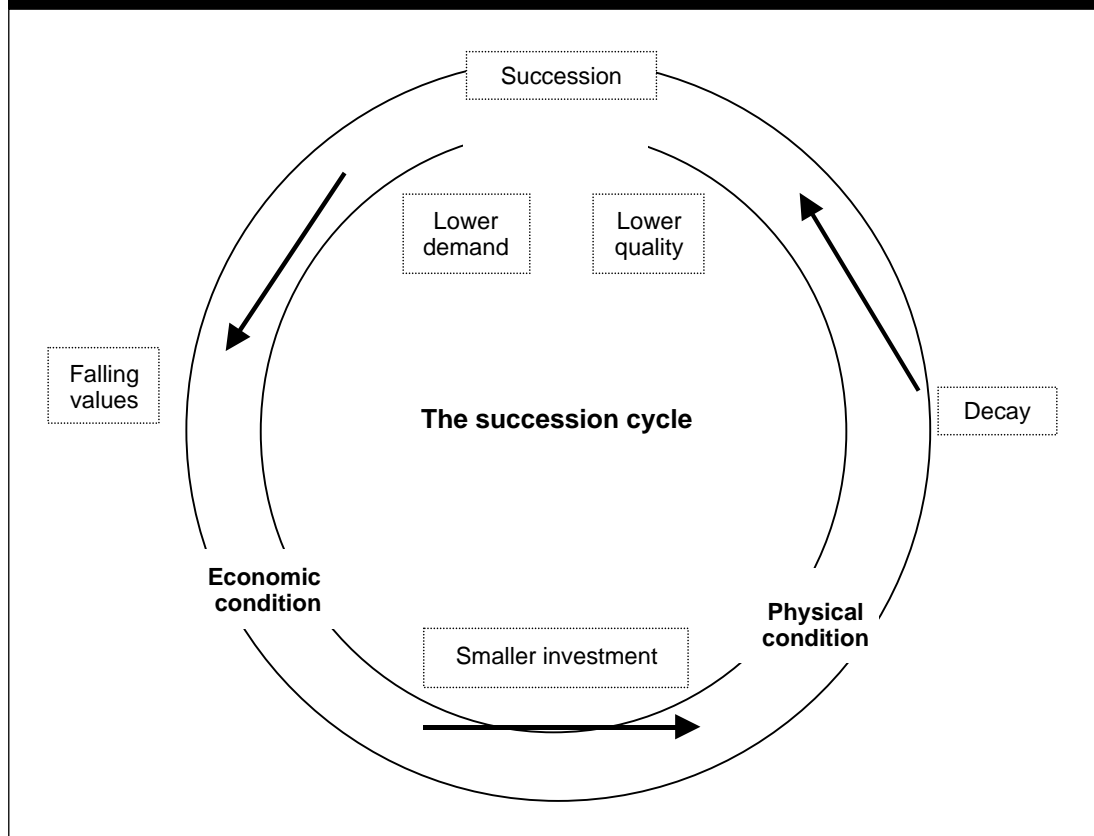 Succession
Lower
demand
Lower
quality
Falling
values
The succession cycle
Decay
Economic
condition
Physical
condition
Smaller investment